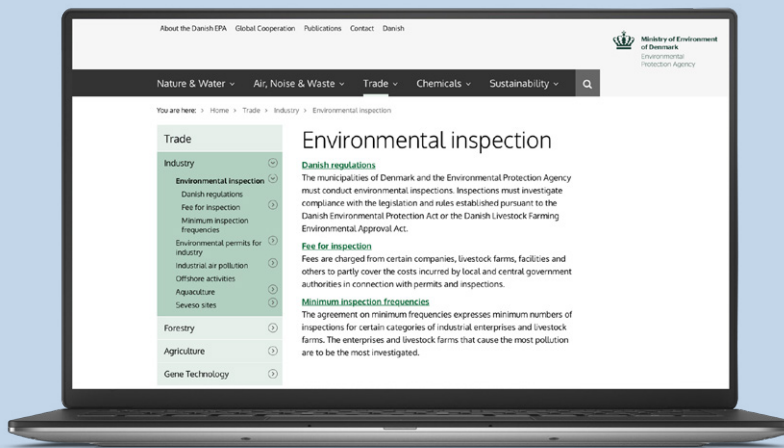 About the Danish EPA Global Cooperation Publications Contact Danish
Ministry of Environment
of Denmark
Environmental
Protection Agency
Nature & Water Air, Noise & Waste Trade Chemicals Sustainability
You are here: > Home > Trade > Industry > Environmental inspection
Trade
Industry
Environmental inspection
Danish regulations
Fee for inspection
Minimum inspection
frequencies
Environmental permits for
industry
Industrial air pollution
Offshore activities
Aquaculture
Seveso sites
Forestry
Agriculture
Gene Technology
Environmental inspection
Danish regulations
The municipalities of Denmark and the Environmental Protection Agency
must conduct environmental inspections. Inspections must investigate
compliance with the legislation and rules established pursuant to the
Danish Environmental Protection Act or the Danish Livestock Farming
Environmental Approval Act.
Fee for inspection
Fees are charged from certain companies, livestock farms, facilities and
others to partly cover the costs incurred by local and central government
authorities in connection with permits and inspections.
Minimum inspection frequencies
The agreement on minimum frequencies expresses minimum numbers of
inspections for certain categories of industrial enterprises and livestock
farms. The enterprises and livestock farms that cause the most pollution
are to be the most investigated.